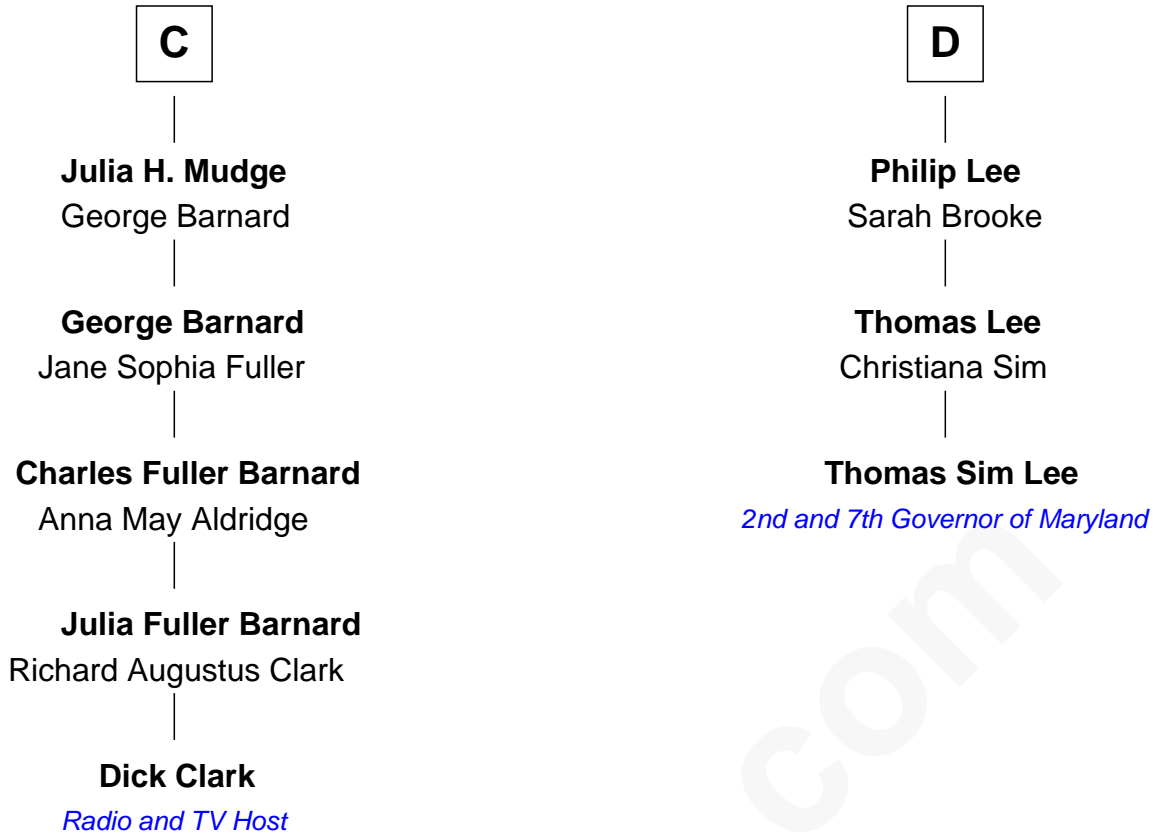 C
Julia H. Mudge
George Barnard
George Barnard
Jane Sophia Fuller
Charles Fuller Barnard
Anna May Aldridge
Julia Fuller Barnard
Richard Augustus Clark
Dick Clark
Radio and TV Host
D
Philip Lee
Sarah Brooke
Thomas Lee
Christiana Sim
Thomas Sim Lee
2nd and 7th Governor of Maryland
com